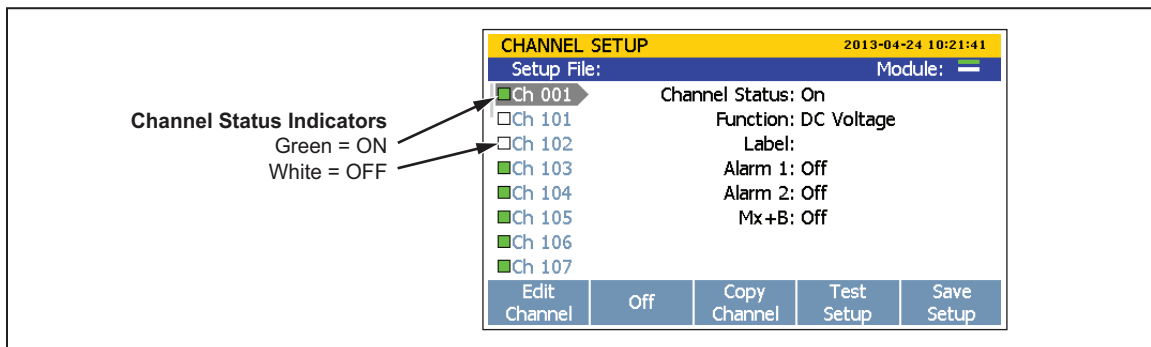 Channel Status Indicators
Green = ON
White = OFF
CHANNEL SETUP 2013-04-24 10:21:41
Setup File: Module:
Ch 001 Channel Status: On
Ch 101 Function: DC Voltage
Ch 102 Label:
Ch 103 Alarm 1: Off
Ch 104 Alarm 2: Off
Ch 105 Mx+B: Off
Ch 106
Ch 107
Edit Channel Off Copy Channel Test Setup Save Setup